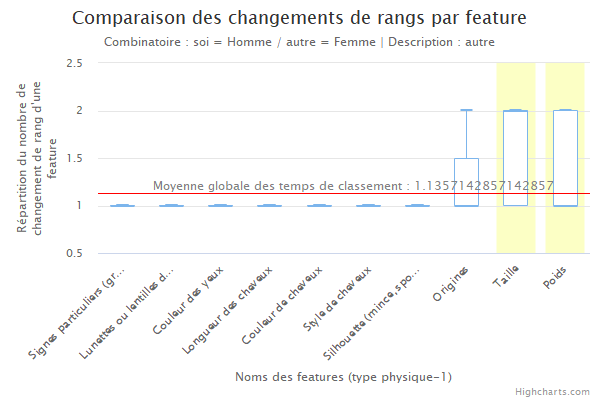 Comparaison des changements de rangs par feature
Combinatoire : soi = Homme / autre = Femme | Description : autre
Répartition du nombre de
changement de rang d'une
feature
2.5
2
1.5
1
0.5
Moyenne globale des temps de classement : 1.1357142857142857
Signes particuliers (gr...
Lunettes ou lentilles d...
Couleur des yeux
Longueur des cheveux
Couleur de cheveux
Style de cheveux
Silhouette (mince, spo...
Origines
Taille
Poids
Noms des features (type physique-1)
Highcharts.com